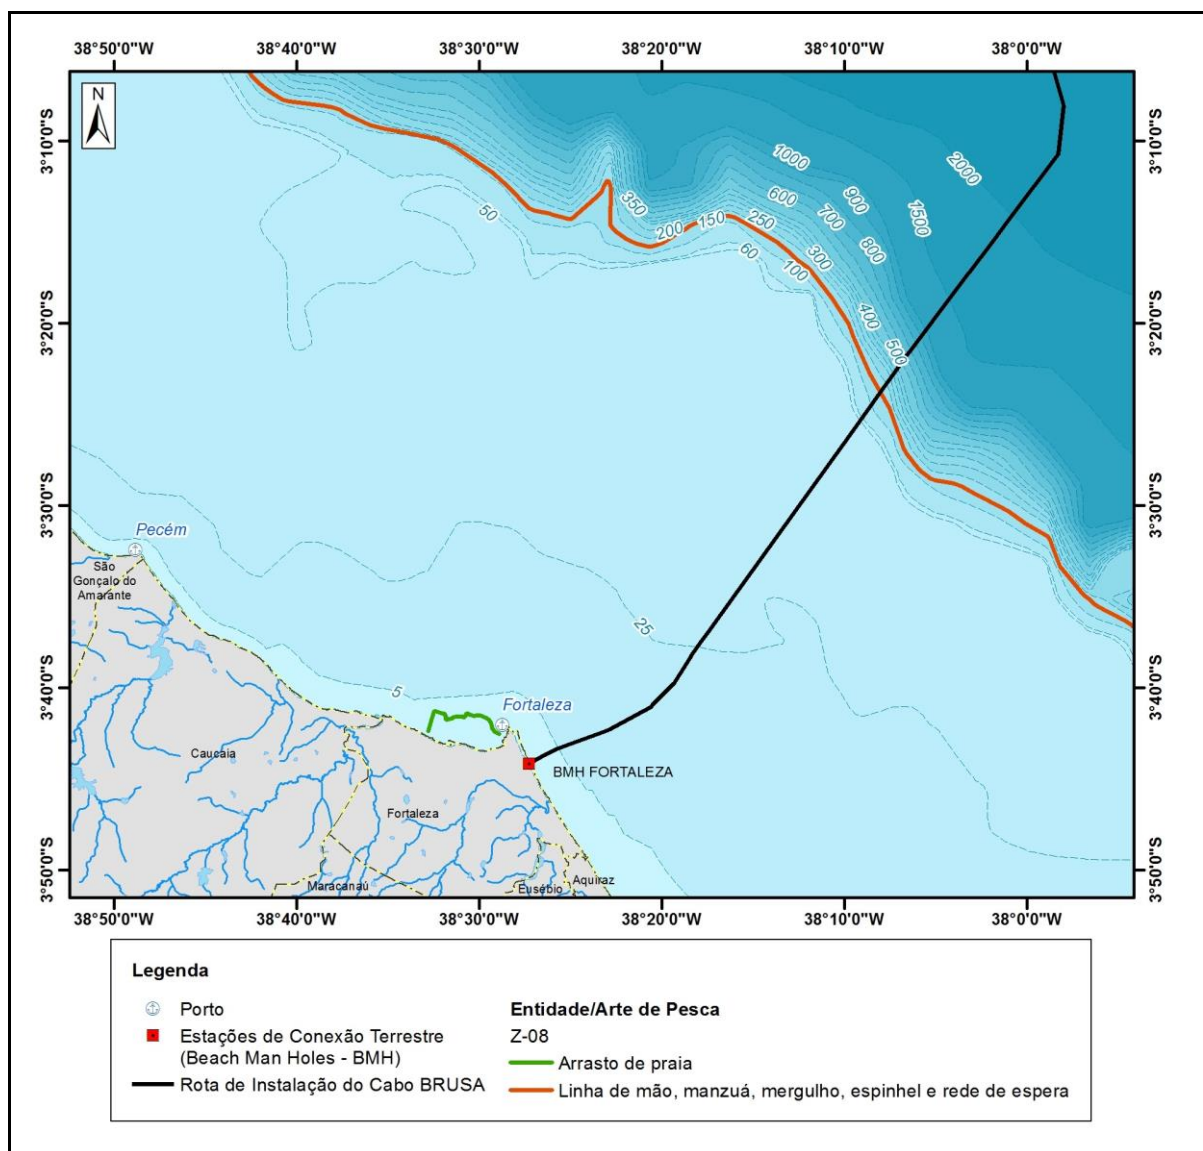 38°50'0"W 38°40'0"W 38°30'0"W 38°20'0"W 38°10'0"W 38°0'0"W
N
3°10'0"S 3°10'0"S
3°20'0"S 3°20'0"S
3°30'0"S 3°30'0"S
3°40'0"S 3°40'0"S
3°50'0"S 3°50'0"S
1000
2000
900
600
1500
350
700
50
150
250
200
800
60
300
100
400
500
25
5
Pecém
São
Gonçalo do
Amarante
Fortaleza
Caucaia
BMH FORTALEZA
Fortaleza
Maracanaú
Eusébio
Aquiraz
38°50'0"W 38°40'0"W 38°30'0"W 38°20'0"W 38°10'0"W 38°0'0"W
Legenda
Porto
Estações de Conexão Terrestre
(Beach Man Holes - BMH)
Rota de Instalação do Cabo BRUSA
Entidade/Arte de Pesca
Z-08
Arrasto de praia
Linha de mão, manzuá, mergulho, espinhel e rede de espera